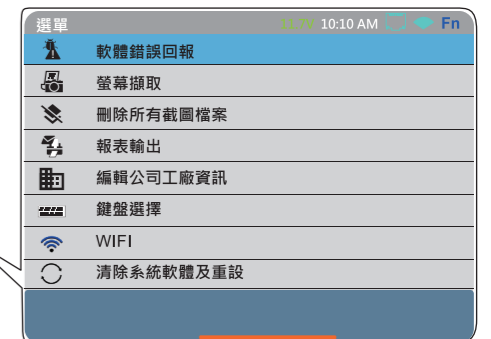 選單 11.7V 10:10 AM Fn
軟體錯誤回報
螢幕擷取
刪除所有截圖檔案
報表輸出
編輯公司工廠資訊
鍵盤選擇
WIFI
清除系統軟體及重設